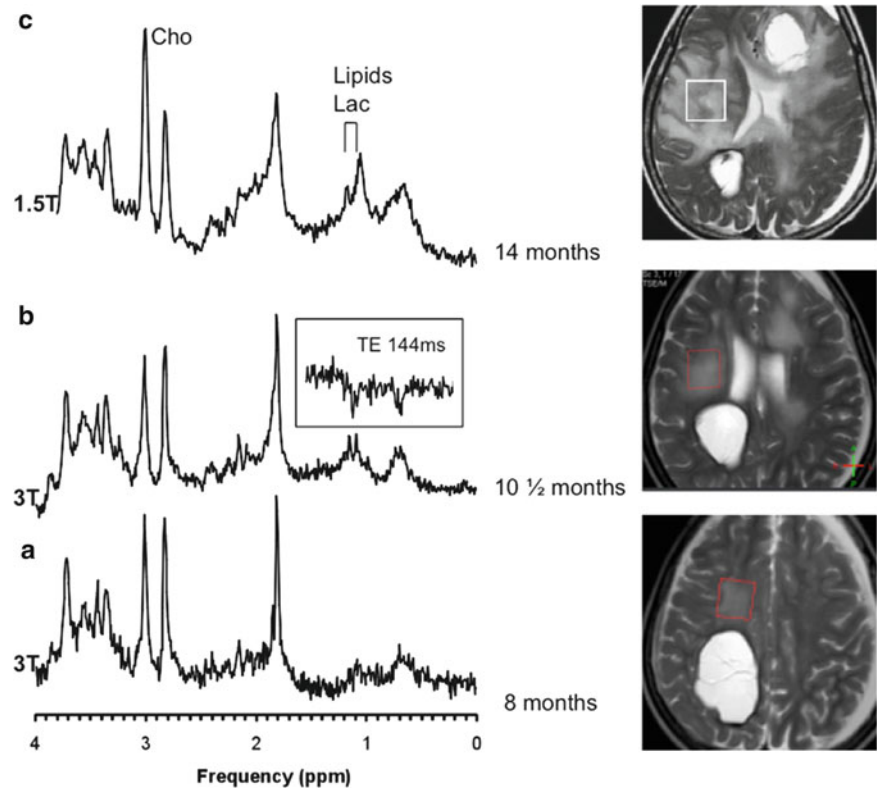 c
Cho
Lipids
Lac
1.5T
14 months
b
TE 144ms
3T
10 ½ months
a
3T
8 months
4 3 2 1 0
Frequency (ppm)
TSE/M